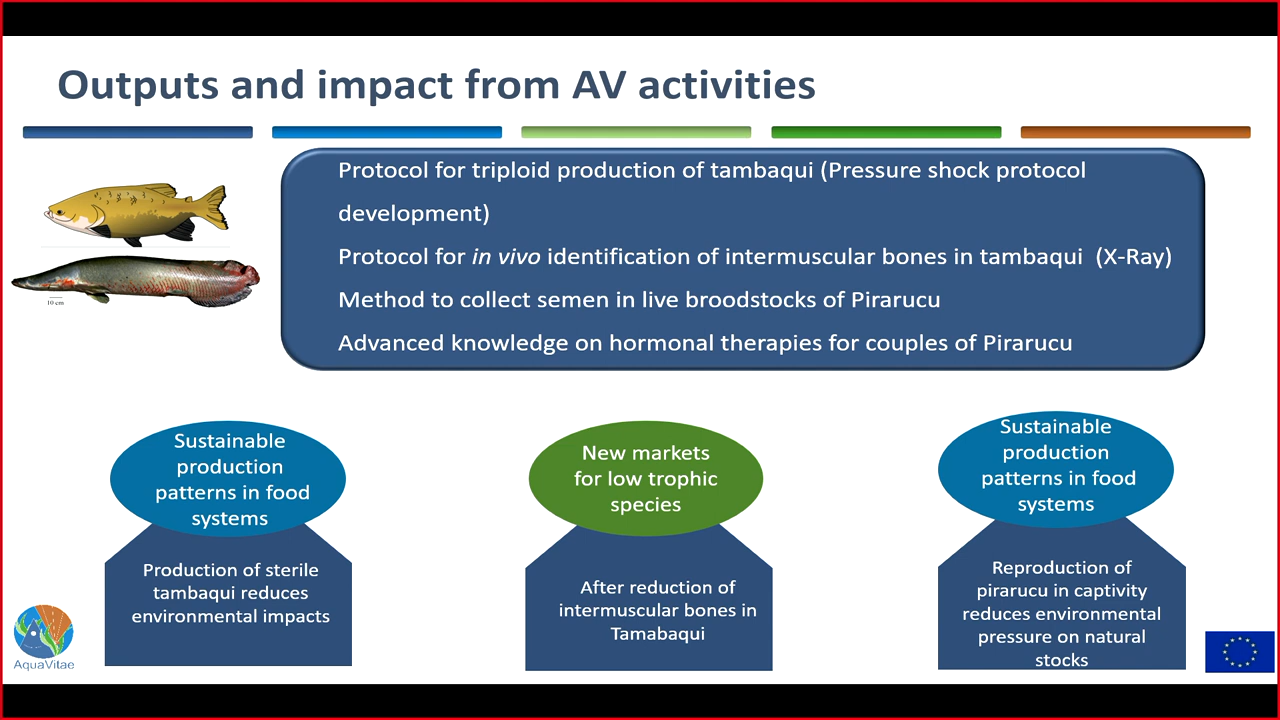 Outputs and impact from AV activities
Protocol for triploid production of tambaqui (Pressure shock protocol
development)
Protocol for in vivo identification of intermuscular bones in tambaqui (X-Ray)
Method to collect semen in live broodstocks of Pirarucu
Advanced knowledge on hormonal therapies for couples of Pirarucu
10 cm
Sustainable
production
patterns in food
systems
Production of sterile
tambaqui reduces
environmental impacts
New markets
for low trophic
species
After reduction of
intermuscular bones in
Tamabaqui
Sustainable
production
patterns in food
systems
Reproduction of
pirarucu in captivity
reduces environmental
pressure on natural
stocks
AquaVitae